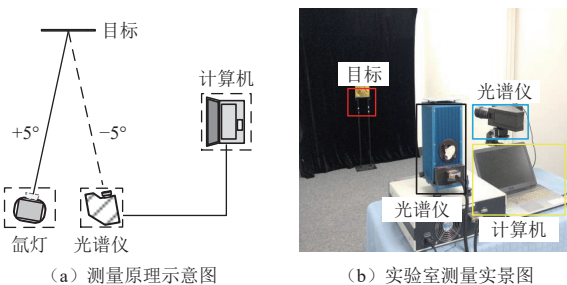 目标
+5°
−5°
计算机
氙灯
光谱仪
(a) 测量原理示意图
目标
光谱仪
光谱仪
计算机
(b) 实验室测量实景图